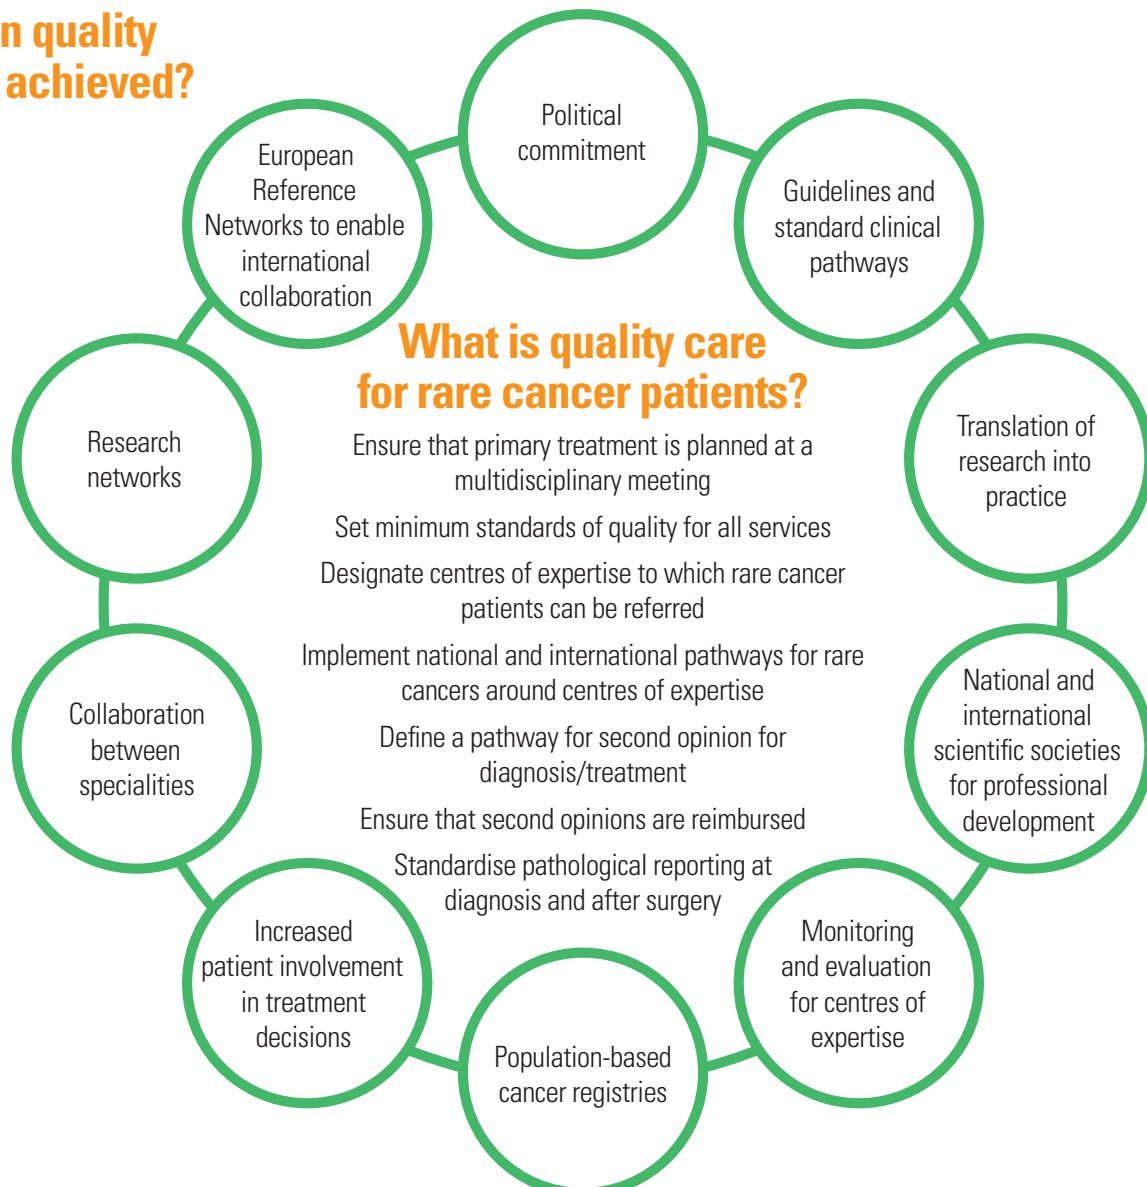 n quality
achieved?
Political
commitment
Guidelines and
standard clinical
pathways
Translation of
research into
practice
National and
international
scientific societies
for professional
development
Monitoring
and evaluation
for centres of
expertise
Population-based
cancer registries
Increased
patient involvement
in treatment
decisions
Collaboration
between
specialities
Research
networks
European
Reference
Networks to enable
international
collaboration
What is quality care
for rare cancer patients?
Ensure that primary treatment is planned at a
multidisciplinary meeting
Set minimum standards of quality for all services
Designate centres of expertise to which rare cancer
patients can be referred
Implement national and international pathways for rare
cancers around centres of expertise
Define a pathway for second opinion for
diagnosis/treatment
Ensure that second opinions are reimbursed
Standardise pathological reporting at
diagnosis and after surgery